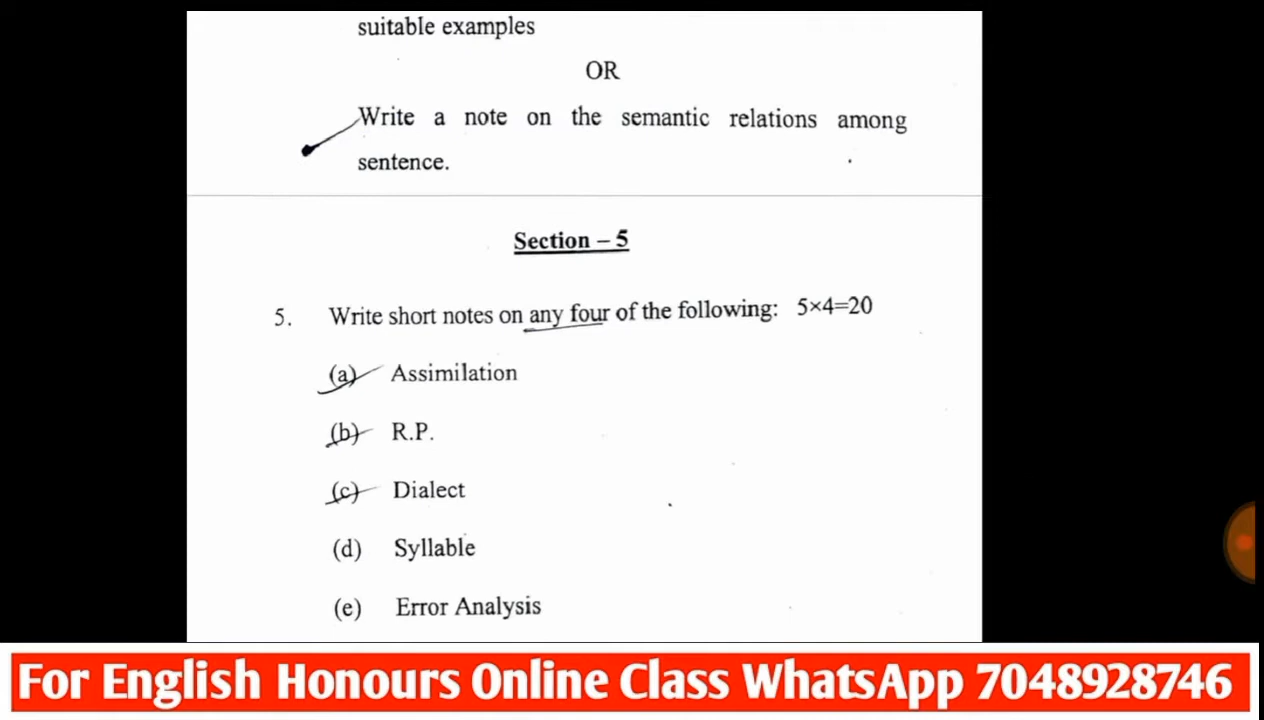 suitable examples
OR
Write a note on the semantic relations among
sentence.
Section – 5
5. Write short notes on any four of the following: 5×4=20
(a) Assimilation
(b) R.P.
(c) Dialect
(d) Syllable
(e) Error Analysis
For English Honours Online Class WhatsApp 7048928746